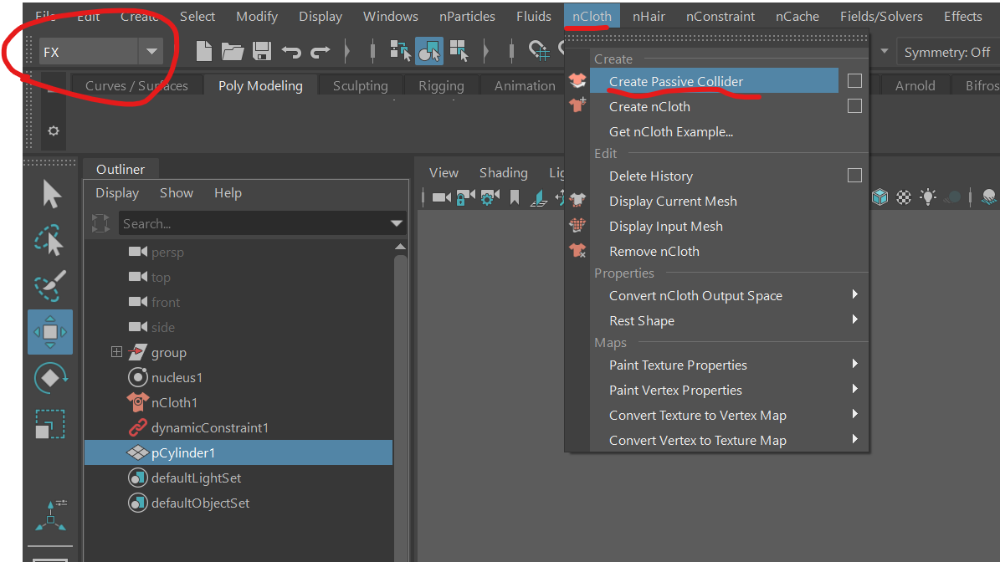 File Edit Create Select Modify Display Windows nParticles Fluids nCloth nHair nConstraint nCache Fields/Solvers Effects
FX
Symmetry: Off
Create
Curves / Surfaces Poly Modeling Sculpting Rigging Animation
Create Passive Collider
Arnold Bifros
Create nCloth
Get nCloth Example...
Edit
Outliner
Delete History
View Shading Lig
Display Show Help
Display Current Mesh
Search...
Display Input Mesh
persp
Remove nCloth
top
Properties
front
Convert nCloth Output Space
side
Rest Shape
group
Maps
nucleus1
Paint Texture Properties
nCloth1
Paint Vertex Properties
dynamicConstraint1
Convert Texture to Vertex Map
pCylinder1
Convert Vertex to Texture Map
defaultLightSet
defaultObjectSet